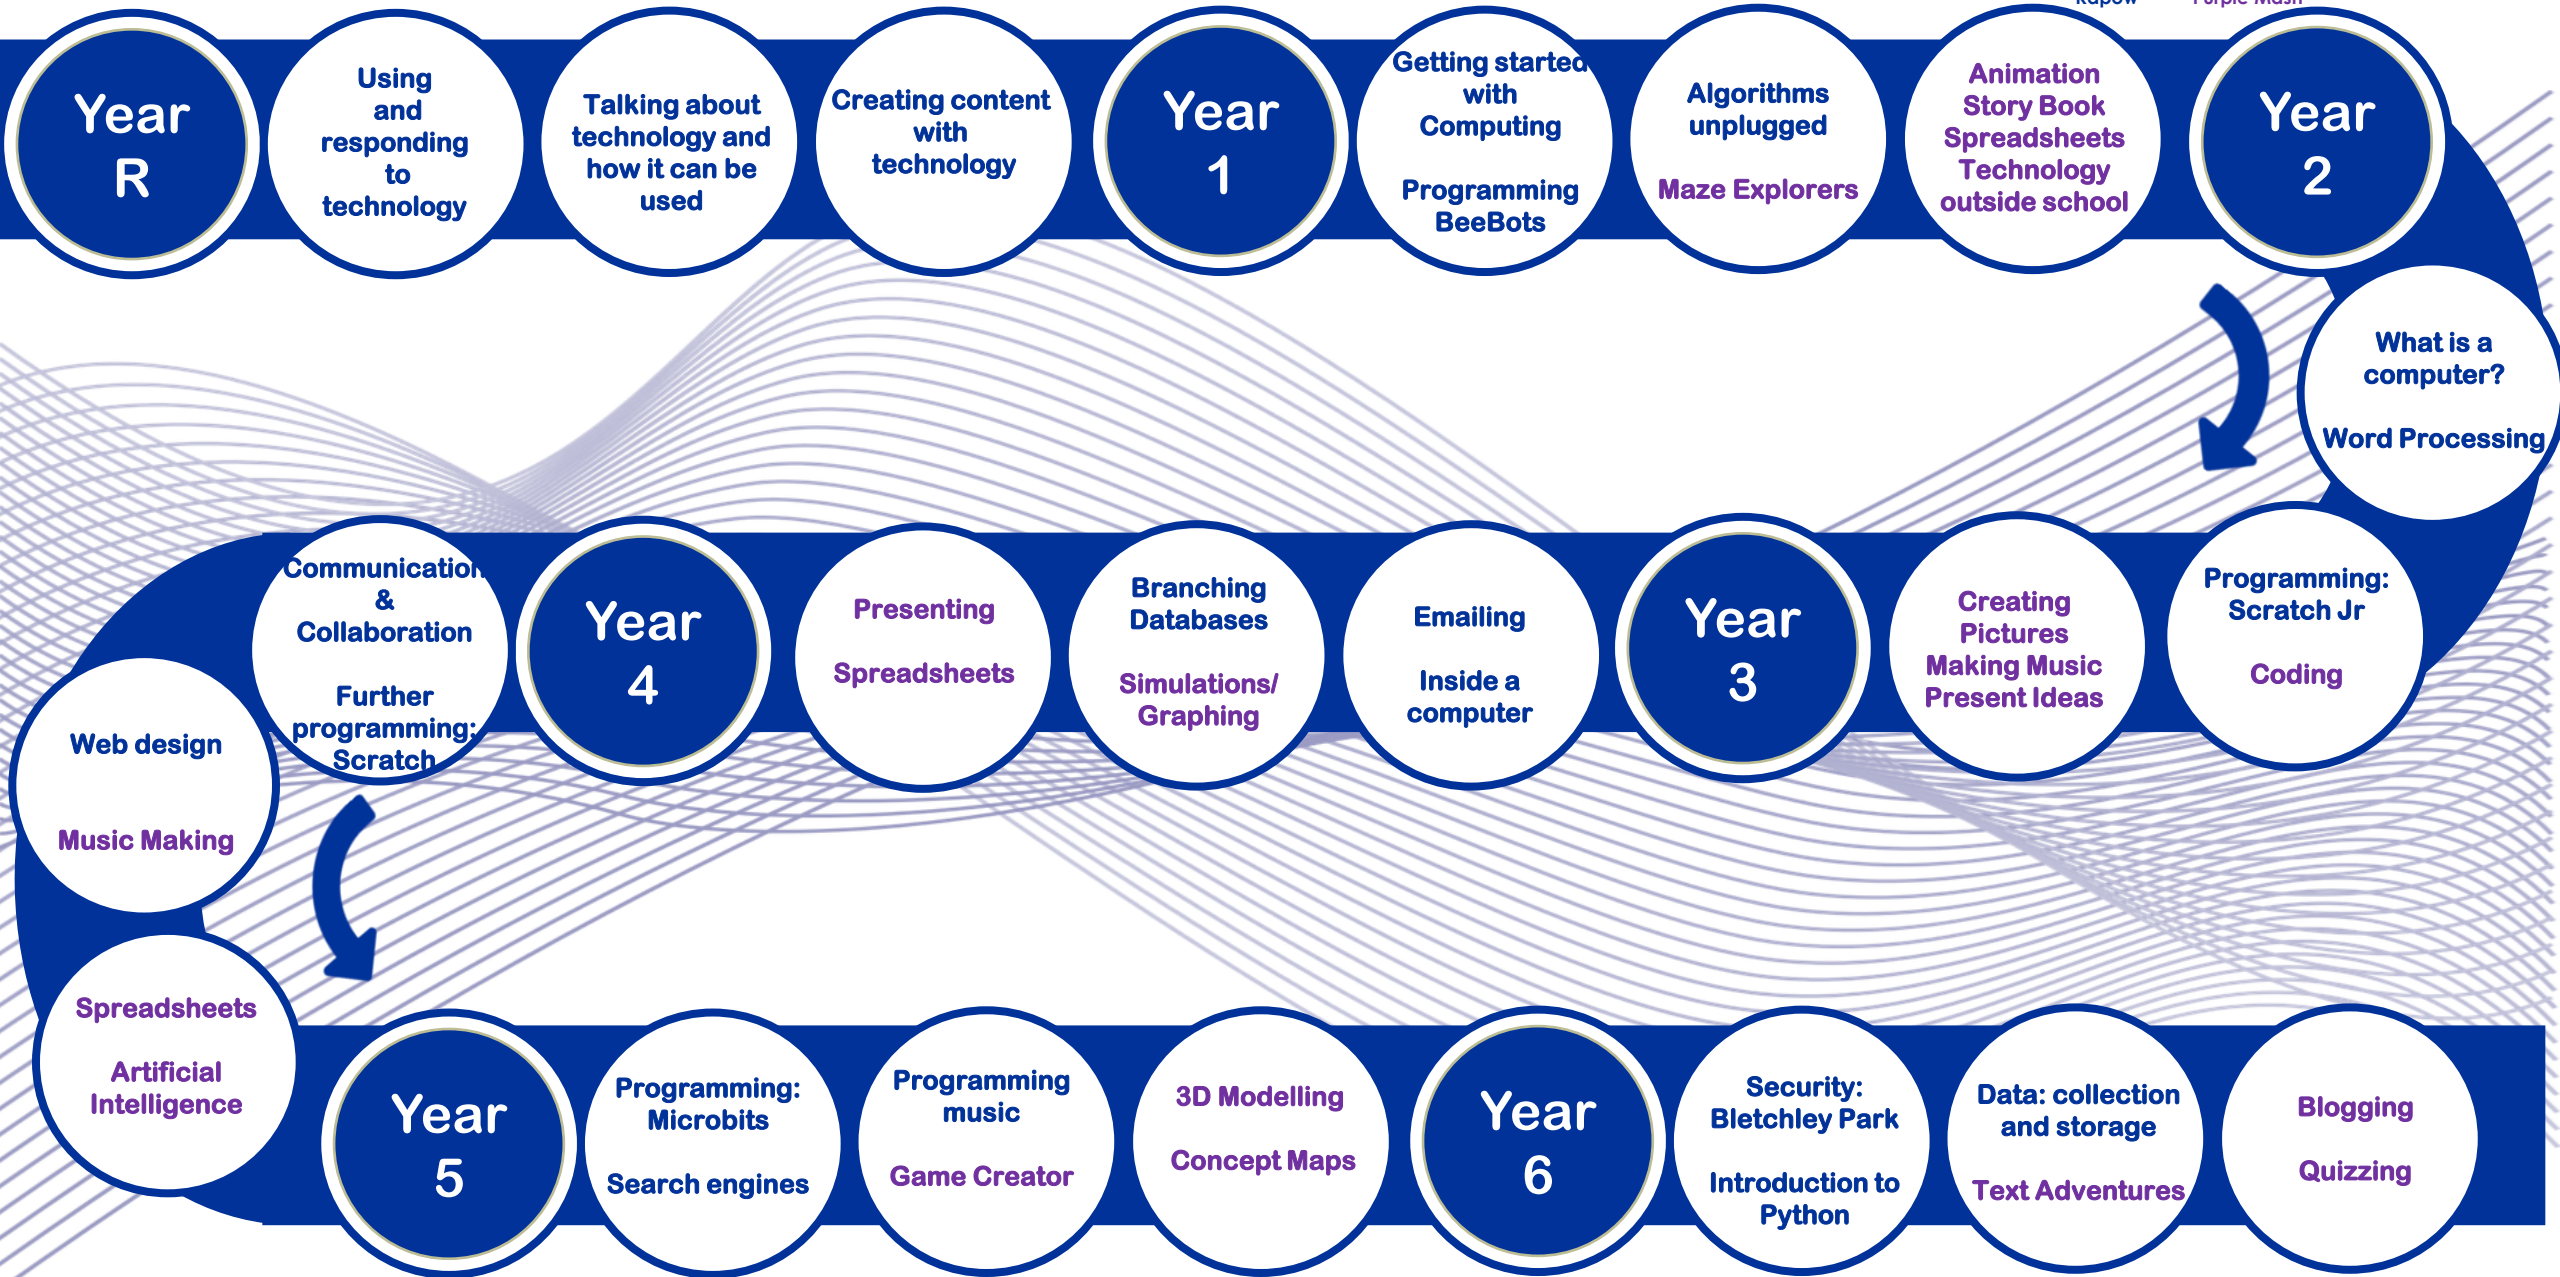 Kapow Purple Mash
Year
R
Using
and
responding
to
technology
Talking about
technology and
how it can be
used
Creating content
with
technology
Year
1
Getting started
with
Computing
Programming
BeeBots
Algorithms
unplugged
Maze Explorers
Animation
Story Book
Spreadsheets
Technology
outside school
Year
2
What is a
computer?
Word Processing
Programming:
Scratch Jr
Coding
Creating
Pictures
Making Music
Present Ideas
Year
3
Emailing
Inside a
computer
Branching
Databases
Simulations/
Graphing
Presenting
Spreadsheets
Year
4
Communication
&
Collaboration
Further
programming:
Scratch
Web design
Music Making
Spreadsheets
Artificial
Intelligence
Year
5
Programming:
Microbits
Search engines
Programming
music
Game Creator
3D Modelling
Concept Maps
Year
6
Security:
Bletchley Park
Introduction to
Python
Data: collection
and storage
Text Adventures
Blogging
Quizzing